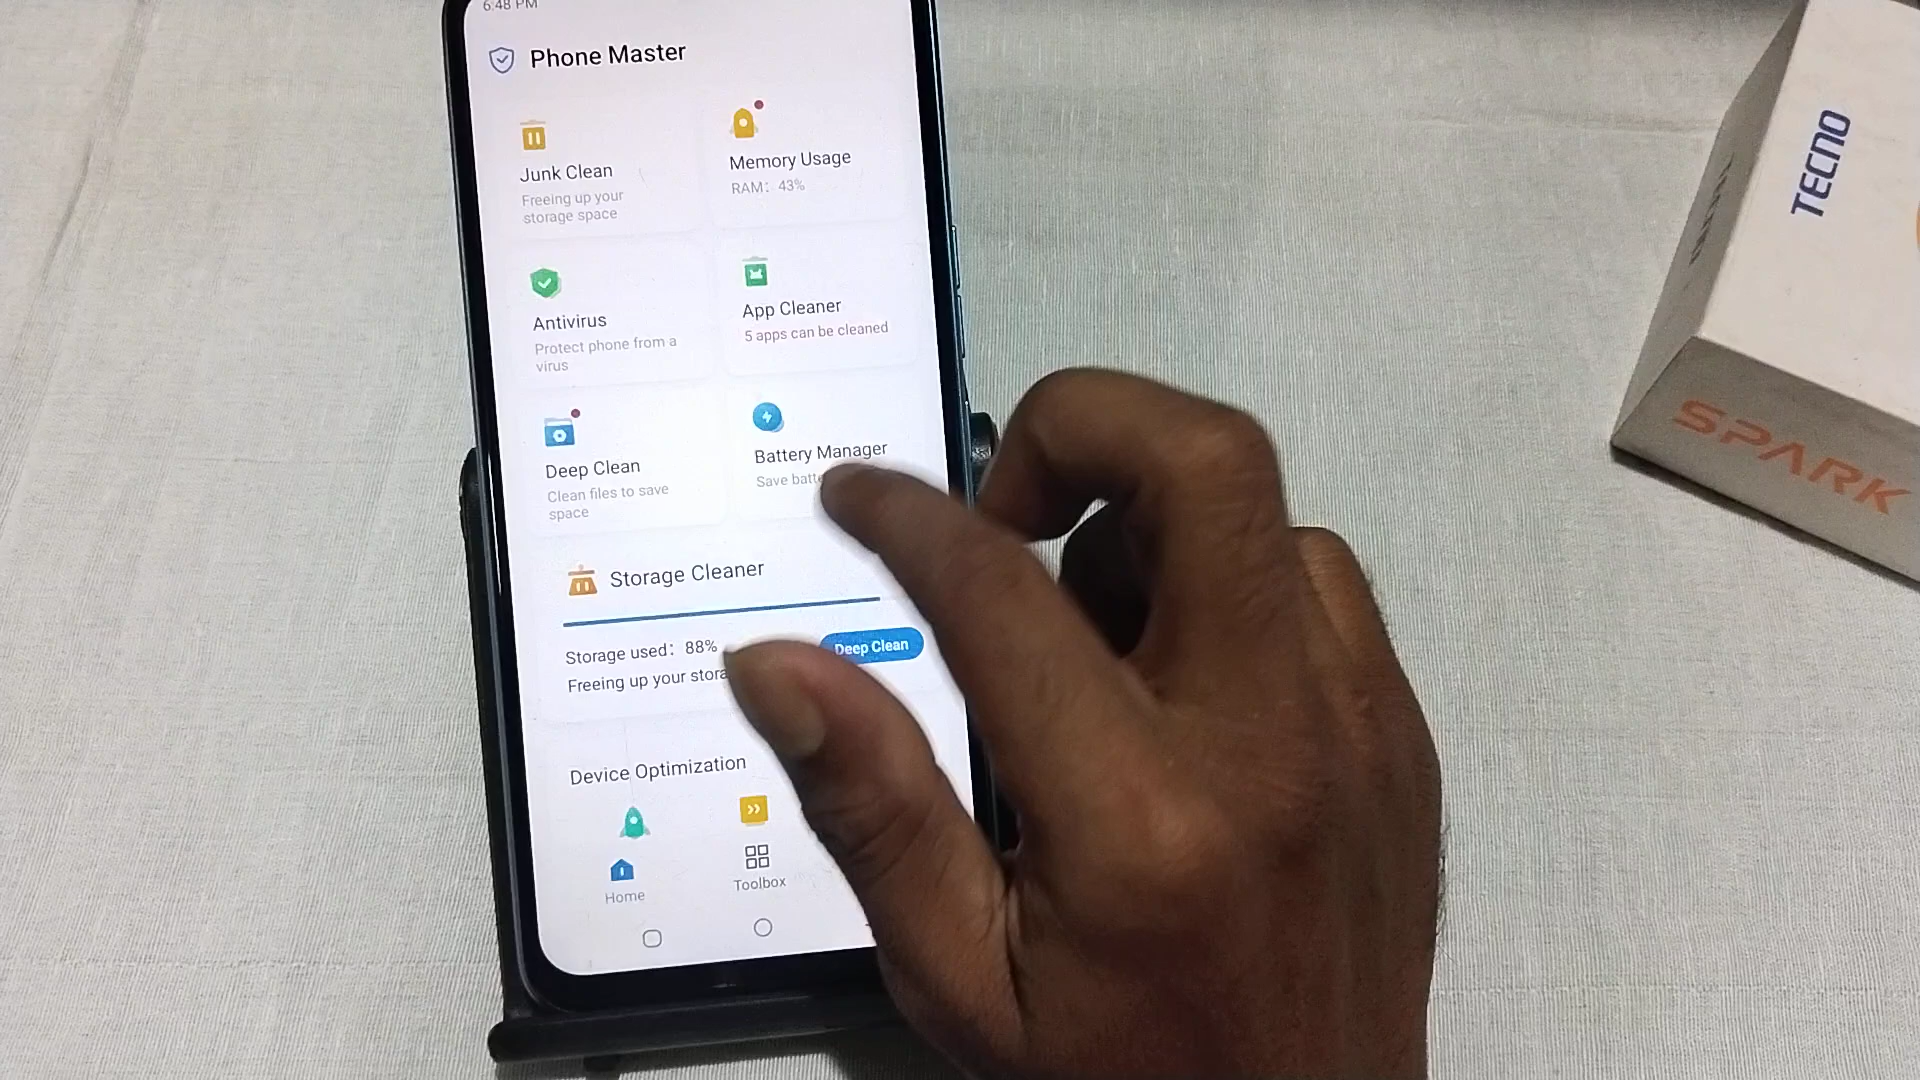 6:48 PM
Phone Master
Junk Clean
Freeing up your
storage space
Memory Usage
RAM: 43%
Antivirus
Protect phone from a
virus
App Cleaner
5 apps can be cleaned
Deep Clean
Clean files to save
space
Battery Manager
Save
Storage Cleaner
Storage used: 88%
Freeing up your
Deep Clean
Device Optimization
Home
Toolbox
TECNO
SPARK